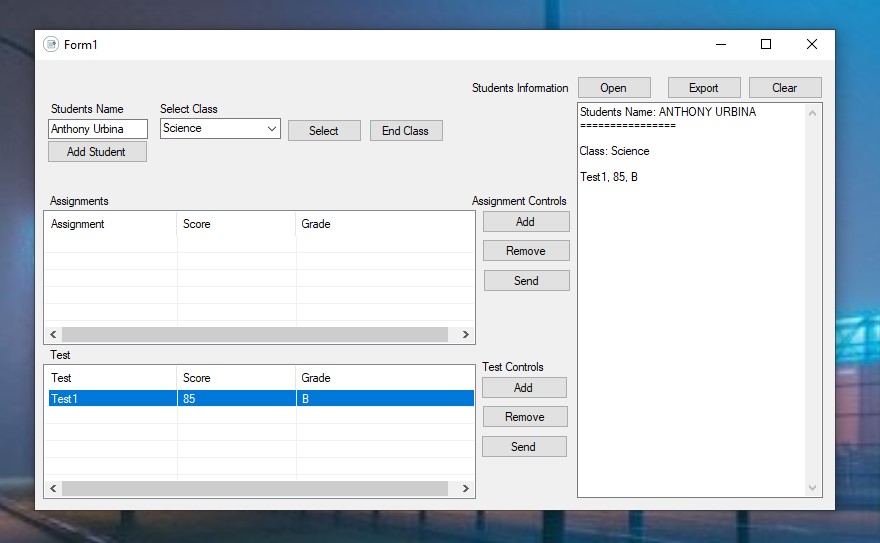 Form1
Students Information
Open
Export
Clear
Students Name
Select Class
Anthony Urbina
Science
Select
End Class
Add Student
Students Name: ANTHONY URBINA
================
Class: Science
Test1, 85, B
Assignments
Assignment Controls
Assignment Score Grade
Add
Remove
Send
Test
Test Controls
Test Score Grade
Test1 85 B
Add
Remove
Send